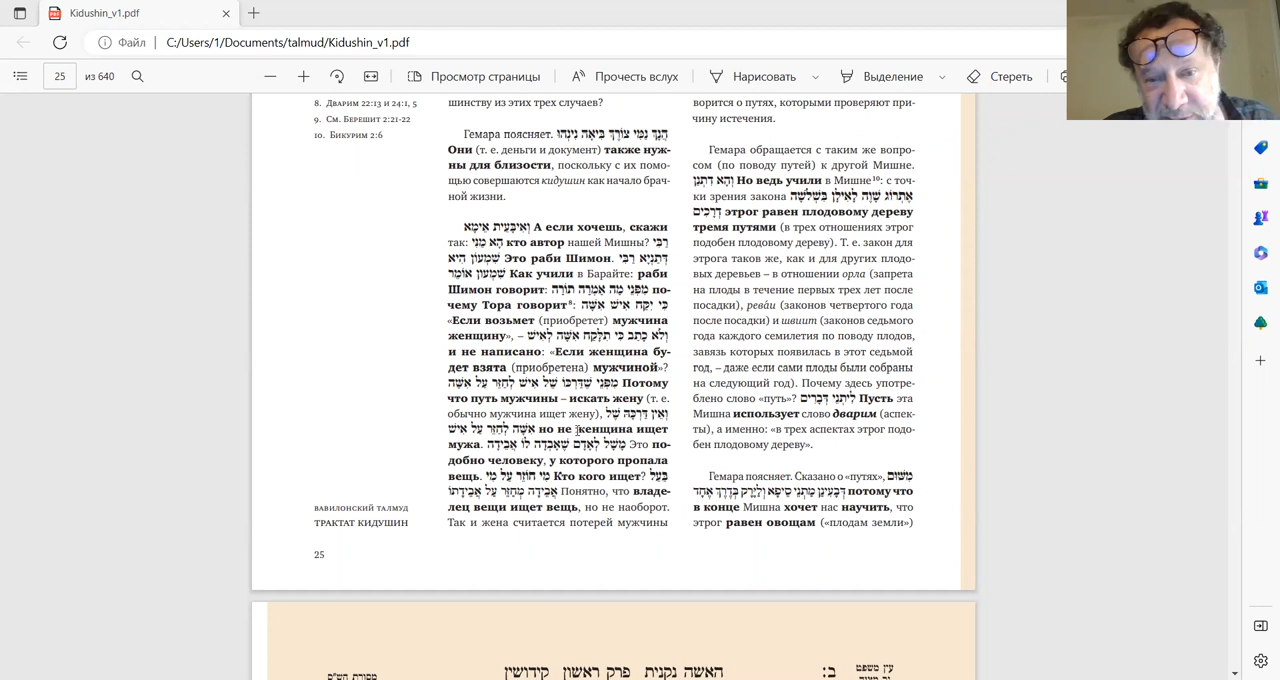 Kidushin_v1.pdf
Файл C:/Users/1/Documents/talmud/Kidushin_v1.pdf
25 из 640 Просмотр страницы Прочесть вслух Нарисовать Выделение Стереть
8. Дварим 22:13 и 24:1, 5
9. См. Берешит 2:21-22
10. Бикурим 2:6
шинству из этих трех случаев?
Гемара поясняет. הָנָךְ נַמִּי צוֹרֶךְ בִּיאָה נִינְהוּ
Они (т. е. деньги и документ) также нуж-
ны для близости, поскольку с их помо-
щью совершаются кидушин как начало брач-
ной жизни.
וְאִיבָּעֵית אֵימָא А если хочешь, скажи
так: הָא מַנִּי кто автор нашей Мишны? רַבִּי
שִׁמְעוֹן הִיא Это раби Шимон. דְּתַנְיָא רַבִּי
שִׁמְעוֹן אוֹמֵר Как учили в Барайте: раби
Шимон говорит: מִפְּנֵי מָה אָמְרָה תוֹרָה по-
чему Тора говорит⁸: כִּי יִקַּח אִישׁ אִשָּׁה
«Если возьмет (приобретет) мужчина
женщину», – וְלֹא כָּתַב כִּי תִלָּקַח אִשָּׁה לְאִישׁ
и не написано: «Если женщина бу-
дет взята (приобретена) мужчиной»?
מִפְּנֵי שֶׁדַּרְכּוֹ שֶׁל אִישׁ לְחַזֵּר עַל אִשָּׁה Потому
что путь мужчины – искать жену (т. е.
обычно мужчина ищет жену), וְאֵין דַּרְכָּהּ שֶׁל
אִשָּׁה לְחַזֵּר עַל אִישׁ но не женщина ищет
мужа. מָשָׁל לְאָדָם שֶׁאָבְדָה לוֹ אֲבֵידָה Это по-
добно человеку, у которого пропала
вещь. מִי חוֹזֵר עַל מִי Кто кого ищет? בַּעַל
אֲבֵידָה מְחַזֵּר עַל אֲבֵידָתוֹ Понятно, что владе-
лец вещи ищет вещь, но не наоборот.
Так и жена считается потерей мужчины
ворится о путях, которыми проверяют при-
чину истечения.
Гемара обращается с таким же вопро-
сом (по поводу путей) к другой Мишне.
וְהָא דִּתְנַן Но ведь учили в Мишне¹⁰: с точ-
ки зрения закона אֶתְרוֹג שָׁוֶה לָאִילָן בִּשְׁלֹשָׁה
דְרָכִים этрог равен плодовому дереву
тремя путями (в трех отношениях этрог
подобен плодовому дереву). Т. е. закон для
этрога таков же, как и для других плодо-
вых деревьев – в отношении орла (запрета
на плоды в течение первых трех лет после
посадки), реваи (законов четвертого года
после посадки) и швиит (законов седьмого
года каждого семилетия по поводу плодов,
завязь которых появилась в этот седьмой
год, – даже если сами плоды были собраны
на следующий год). Почему здесь употре-
блено слово «путь»? לִיתְנֵי דְּבָרִים Пусть эта
Мишна использует слово дварим (аспек-
ты), а именно: «в трех аспектах этрог подо-
бен плодовому дереву».
Гемара поясняет. Сказано о «путях», מִשּׁוּם
דְּבָעֵינַן מִתְנֵי סֵיפָא וְלַיָּרָק בְּדֶרֶךְ אֶחָד потому что
в конце Мишна хочет нас научить, что
этрог равен овощам («плодам земли»)
ВАВИЛОНСКИЙ ТАЛМУД
ТРАКТАТ КИДУШИН
25
האשה נקנית פרק ראשון קידושין ב:
עין משפט
מסורת הש״ס